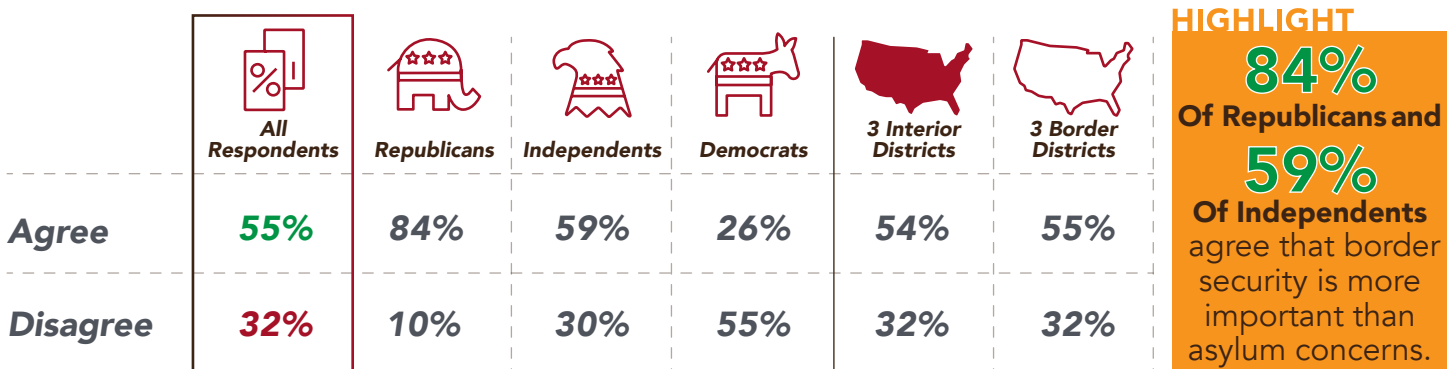 HIGHLIGHT
All
Respondents
Republicans
Independents
Democrats
3 Interior
Districts
3 Border
Districts
Agree 55% 84% 59% 26% 54% 55%
Disagree 32% 10% 30% 55% 32% 32%
84%
Of Republicans and
59%
Of Independents
agree that border
security is more
important than
asylum concerns.